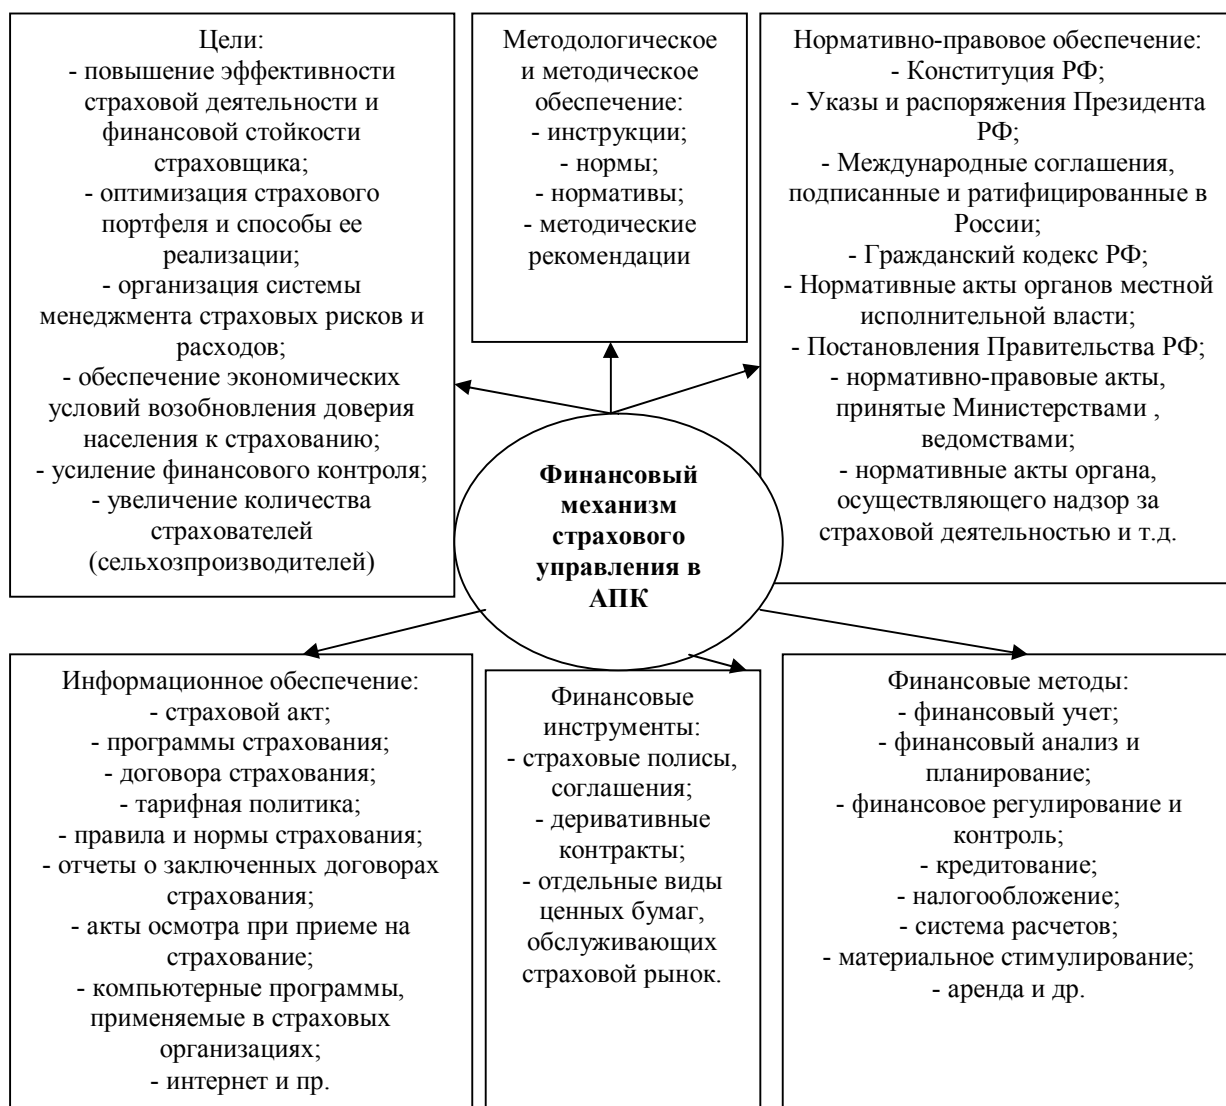 Цели:
- повышение эффективности
страховой деятельности и
финансовой стойкости
страховщика;
- оптимизация страхового
портфеля и способы ее
реализации;
- организация системы
менеджмента страховых рисков и
расходов;
- обеспечение экономических
условий возобновления доверия
населения к страхованию;
- усиление финансового контроля;
- увеличение количества
страхователей
(сельхозпроизводителей)
Методологическое
и методическое
обеспечение:
- инструкции;
- нормы;
- нормативы;
- методические
рекомендации
Нормативно-правовое обеспечение:
- Конституция РФ;
- Указы и распоряжения Президента
РФ;
- Международные соглашения,
подписанные и ратифицированные в
России;
- Гражданский кодекс РФ;
- Нормативные акты органов местной
исполнительной власти;
- Постановления Правительства РФ;
- нормативно-правовые акты,
принятые Министерствами ,
ведомствами;
- нормативные акты органа,
осуществляющего надзор за
страховой деятельностью и т.д.
Финансовый
механизм
страхового
управления в
АПК
Информационное обеспечение:
- страховой акт;
- программы страхования;
- договора страхования;
- тарифная политика;
- правила и нормы страхования;
- отчеты о заключенных договорах
страхования;
- акты осмотра при приеме на
страхование;
- компьютерные программы,
применяемые в страховых
организациях;
- интернет и пр.
Финансовые
инструменты:
- страховые полисы,
соглашения;
- деривативные
контракты;
- отдельные виды
ценных бумаг,
обслуживающих
страховой рынок.
Финансовые методы:
- финансовый учет;
- финансовый анализ и
планирование;
- финансовое регулирование и
контроль;
- кредитование;
- налогообложение;
- система расчетов;
- материальное стимулирование;
- аренда и др.